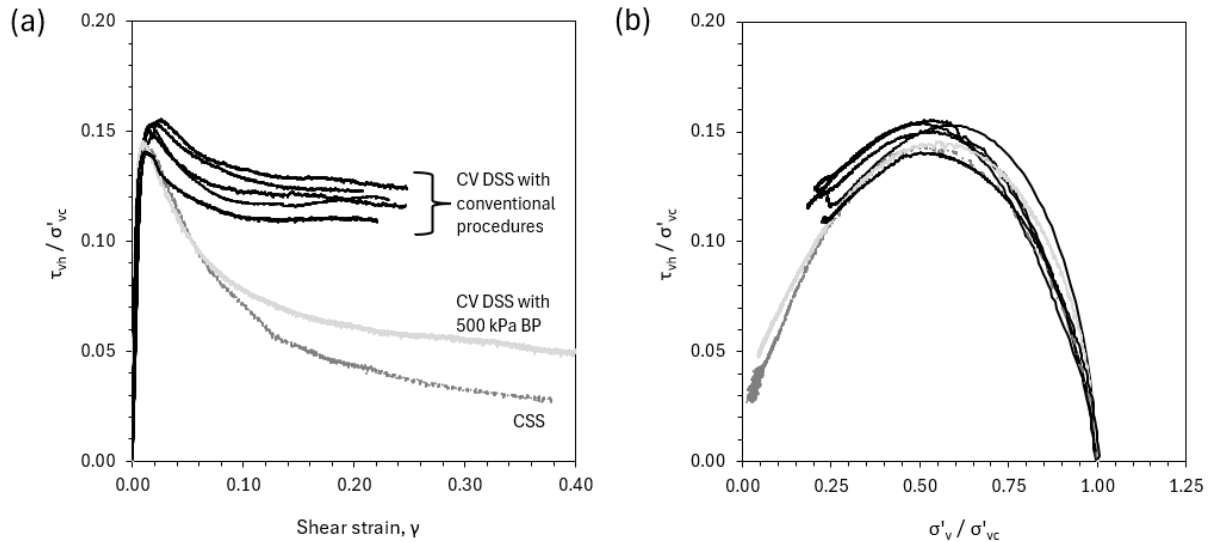 (a)
0.20
0.15
0.10
0.05
0.00
τvh / σ'vc
CV DSS with
conventional
procedures
CV DSS with
500 kPa BP
CSS
0.00 0.10 0.20 0.30 0.40
Shear strain, γ
(b)
0.20
0.15
0.10
0.05
0.00
τvh / σ'vc
0.00 0.25 0.50 0.75 1.00 1.25
σ'v / σ'vc